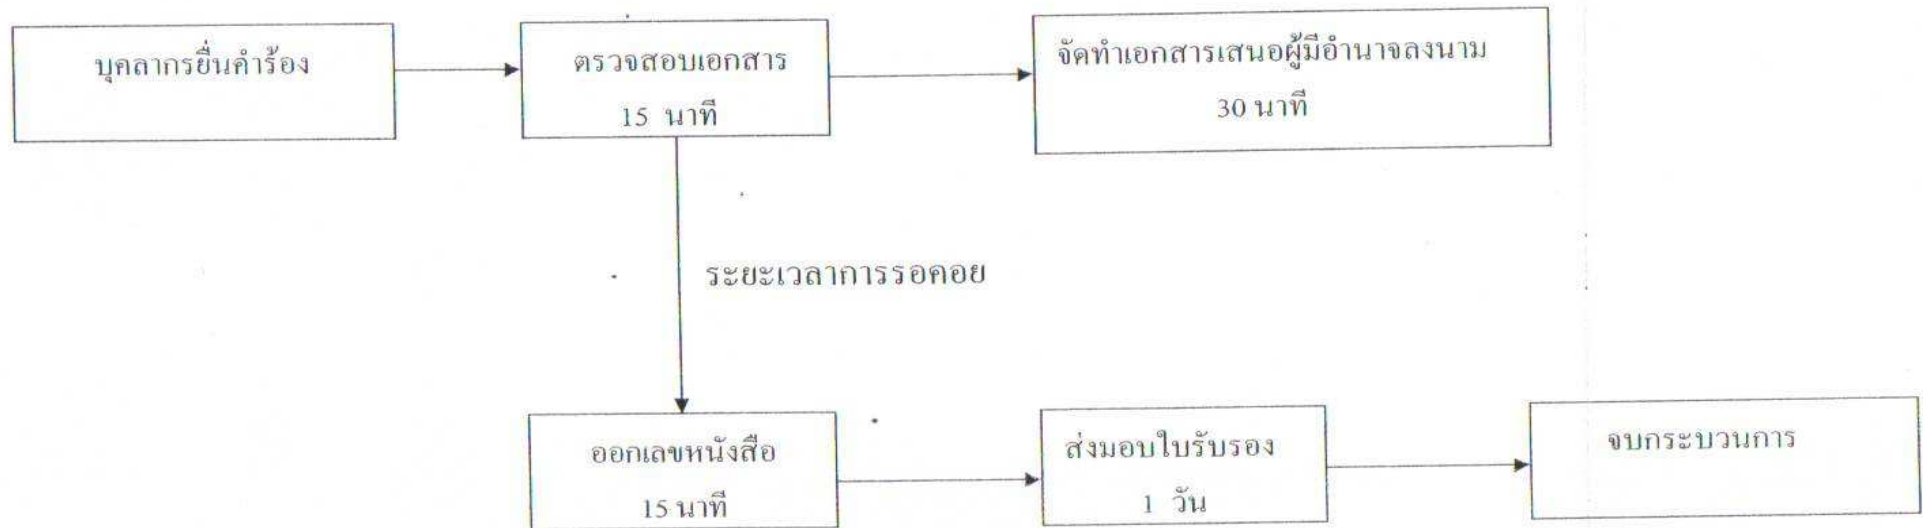 บุคลากรยื่นคำร้อง
ตรวจสอบเอกสาร
15 นาที
จัดทำเอกสารเสนอผู้มีอำนาจลงนาม
30 นาที
ระยะเวลาการรอคอย
ออกเลขหนังสือ
15 นาที
ส่งมอบใบรับรอง
1 วัน
จบกระบวนการ